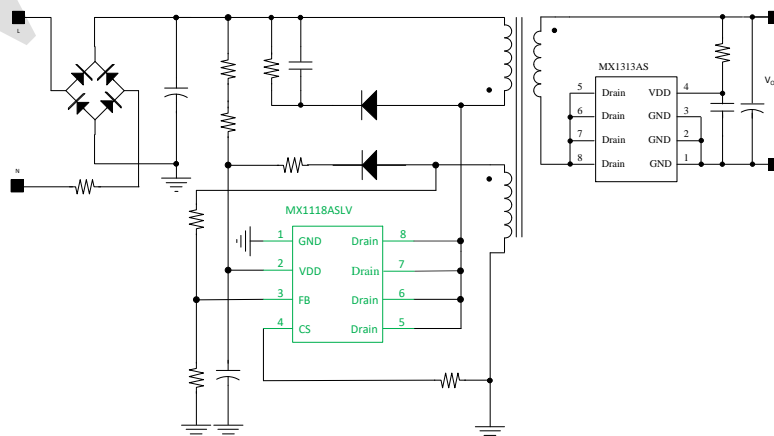 L
N
MX1118ASLV
1 GND Drain 8
2 VDD Drain 7
3 FB Drain 6
4 CS Drain 5
MX1313AS
5 Drain VDD 4
6 Drain GND 3
7 Drain GND 2
8 Drain GND 1